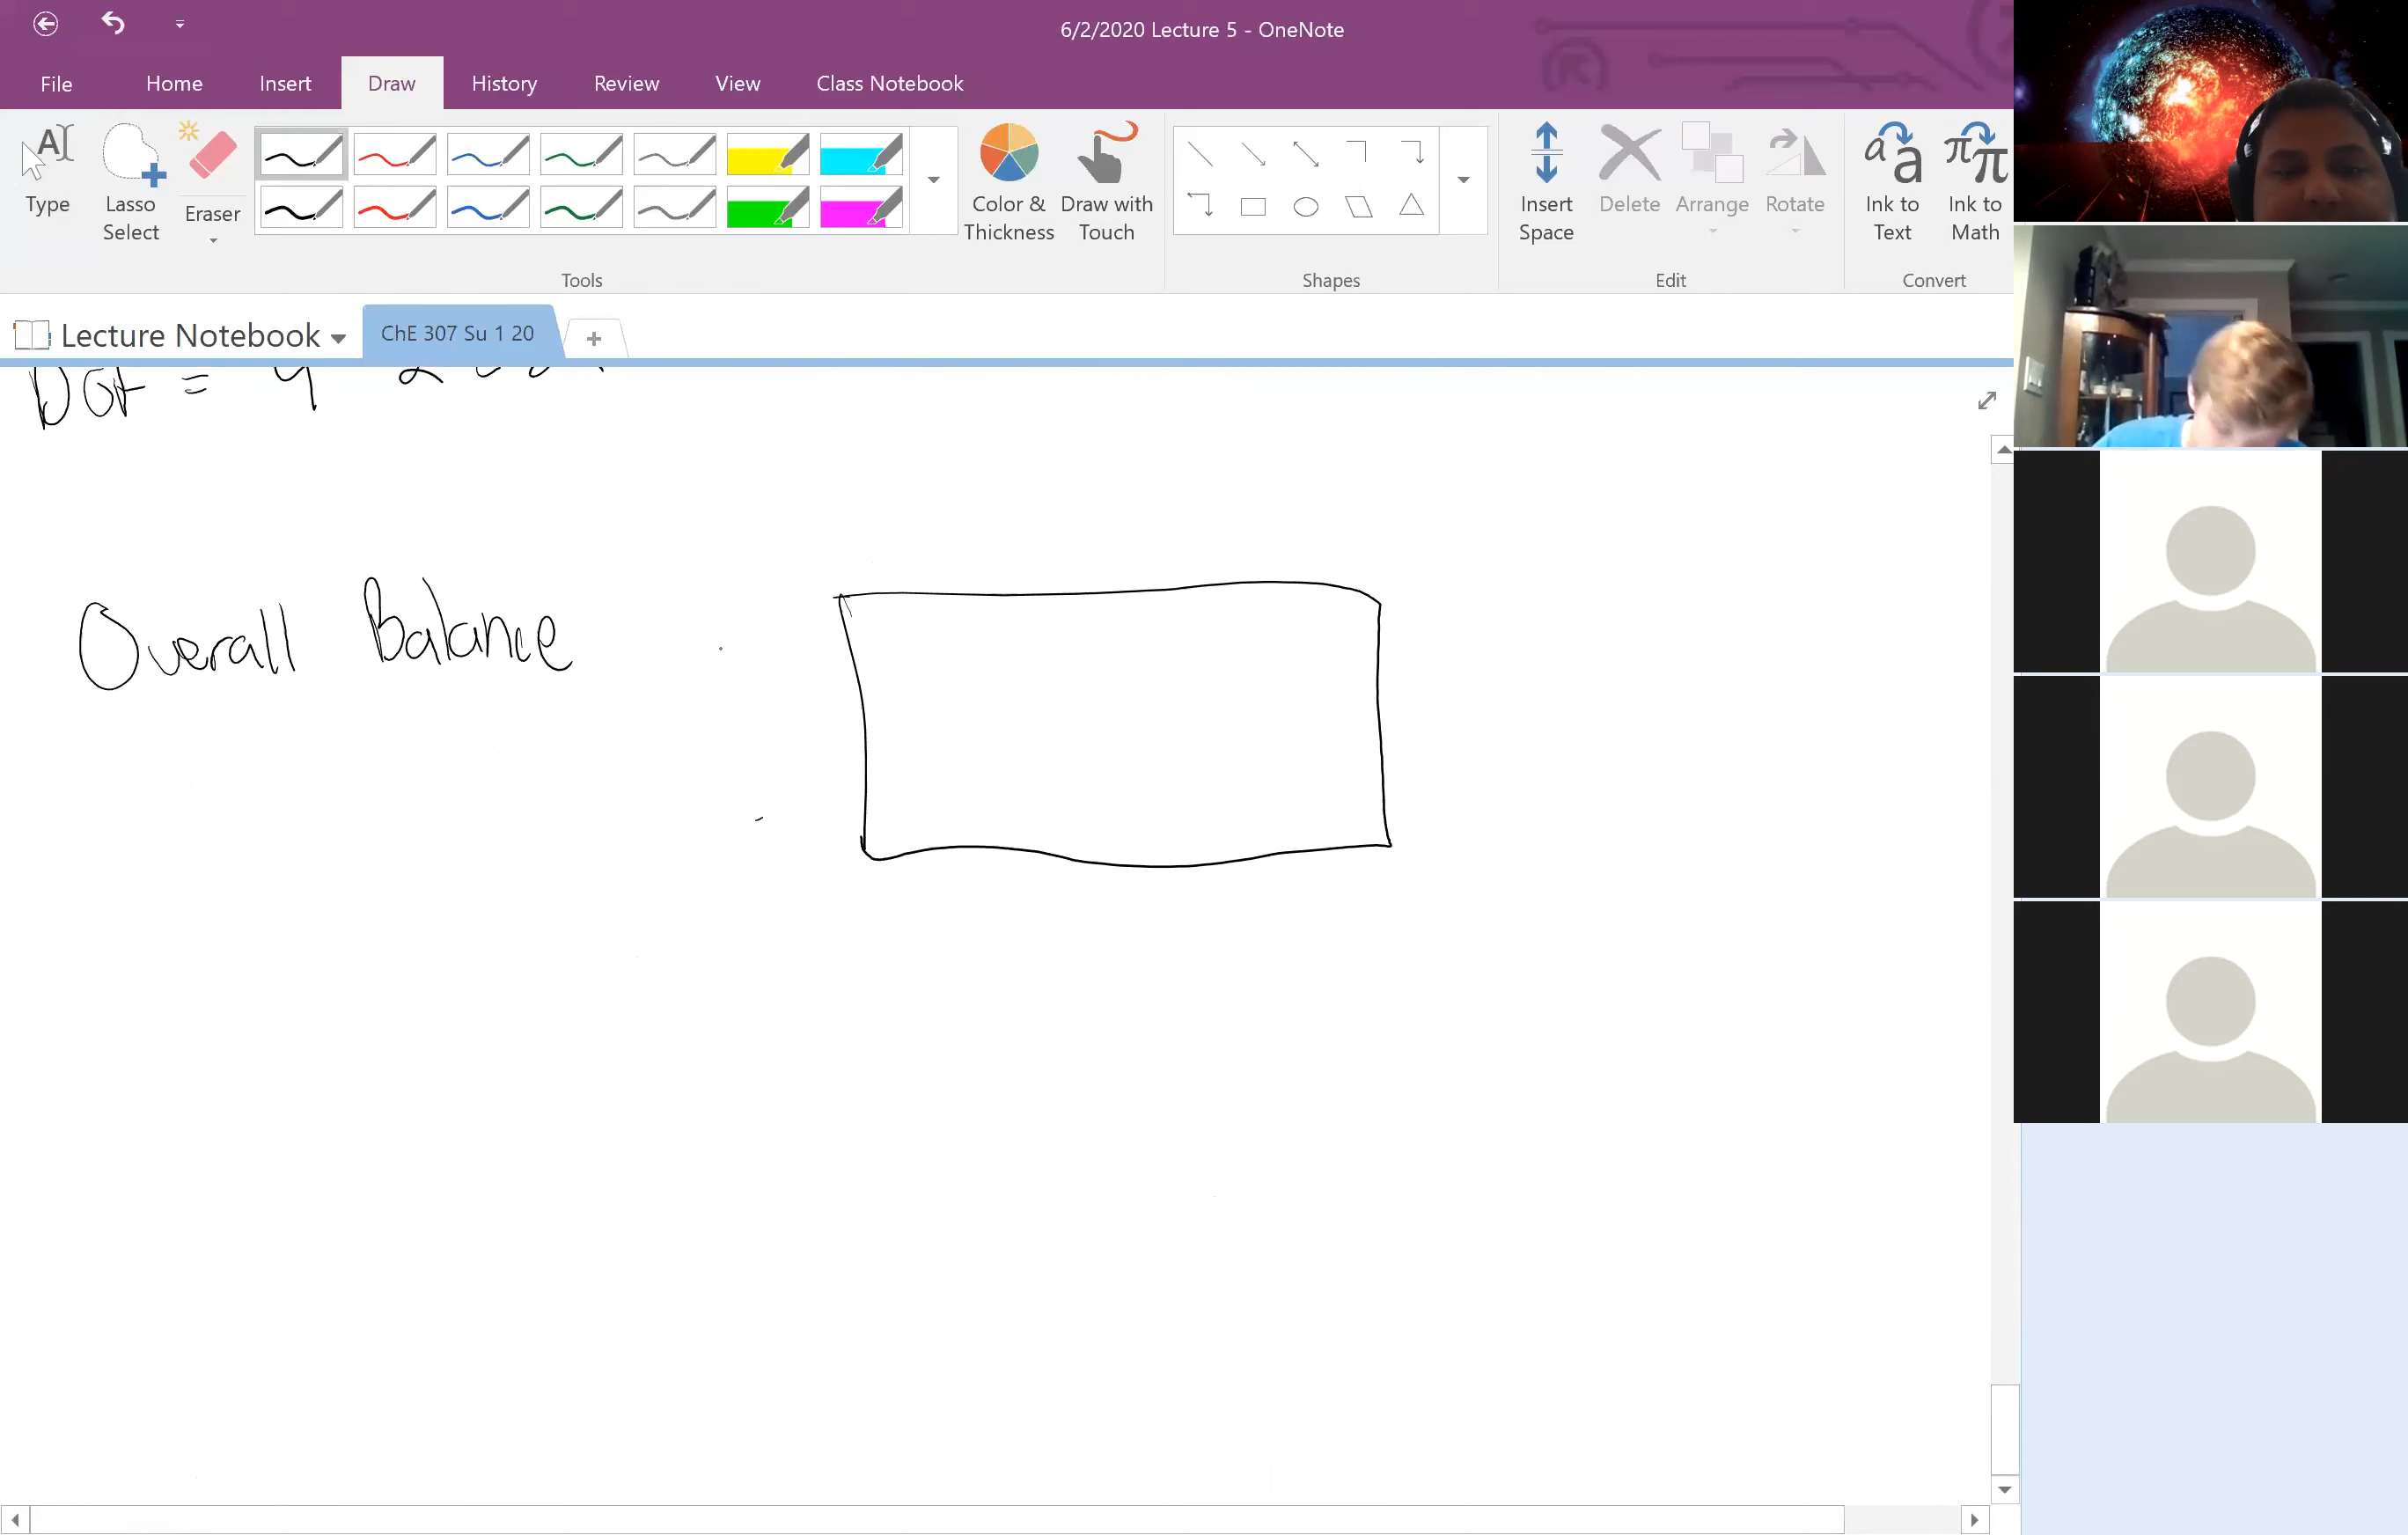 6/2/2020 Lecture 5 - OneNote
File Home Insert Draw History Review View Class Notebook
Type
Lasso Select
Eraser
Color & Thickness
Draw with Touch
Insert Space
Delete
Arrange
Rotate
Ink to Text
Ink to Math
Tools Shapes Edit Convert
Lecture Notebook ChE 307 Su 1 20
DOF =
Overall Balance